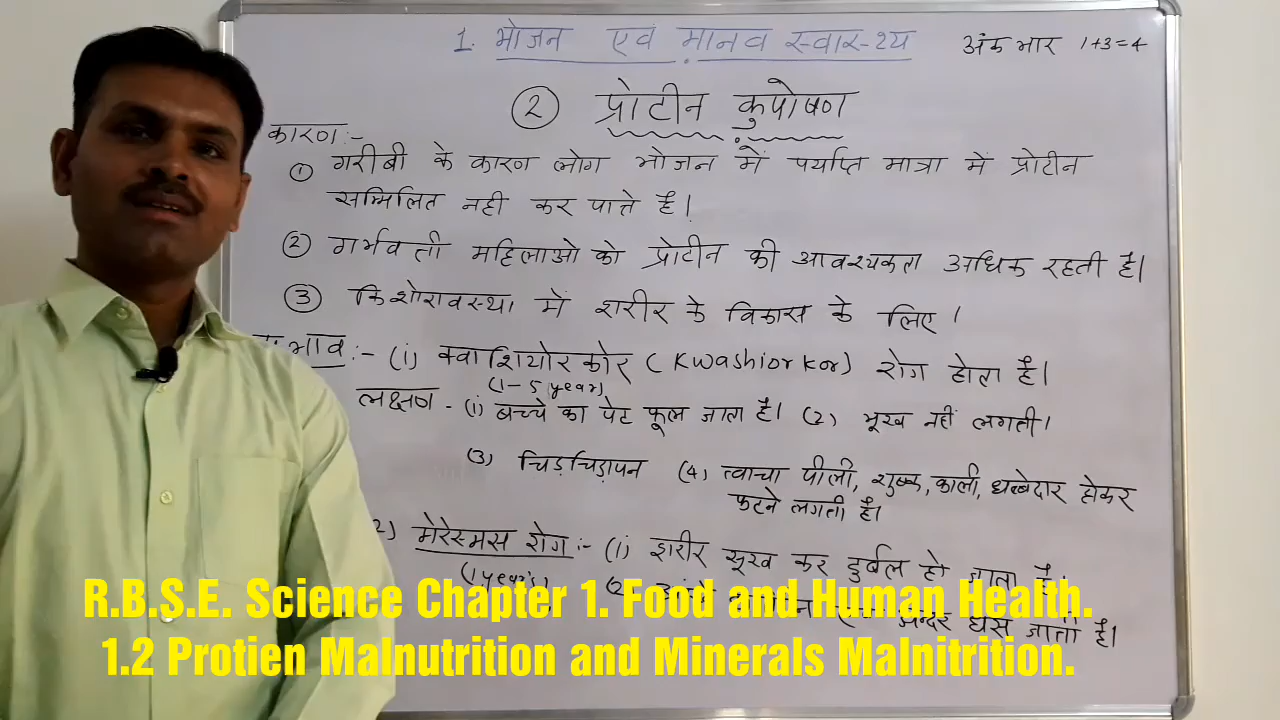 1. भोजन एवं मानव स्वास्थ्य अंक भार 1+3=4
② प्रोटीन कुपोषण
कारण:-
① गरीबी के कारण लोग भोजन में पर्याप्त मात्रा में प्रोटीन
सम्मिलित नही कर पाते हैं।
② गर्भवती महिलाओ को प्रोटीन की आवश्यकता अधिक रहती है।
③ किशोरावस्था में शरीर के विकास के लिए।
:- (i) क्वाशियोरकोर (Kwashiorkor) रोग होता है।
(1-5 year)
लक्षण - (i) बच्चे का पेट फूल जाता है। (2) भूख नहीं लगती।
(3) चिड़चिड़ापन (4) त्वाचा पीली, शुष्क, काली, धब्बेदार होकर
फटने लगती है।
2) मेरेस्मस रोग:- (i) शरीर सूख कर दुर्बल हो जाता है।
(1 year) (2) अन्दर धंस जाती है।
R.B.S.E. Science Chapter 1. Food and Human Health.
1.2 Protien Malnutrition and Minerals Malnitrition.